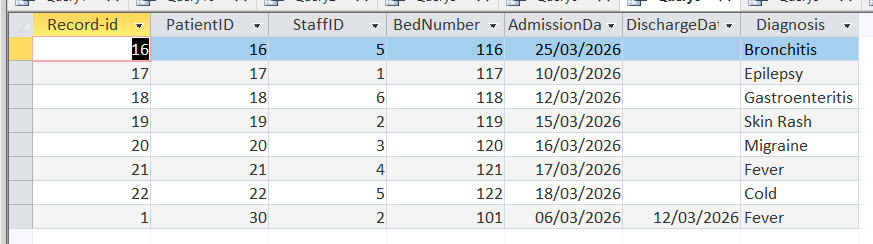 Record-id PatientID StaffID BedNumber AdmissionDa DischargeDat Diagnosis
16 16 5 116 25/03/2026 Bronchitis
17 17 1 117 10/03/2026 Epilepsy
18 18 6 118 12/03/2026 Gastroenteritis
19 19 2 119 15/03/2026 Skin Rash
20 20 3 120 16/03/2026 Migraine
21 21 4 121 17/03/2026 Fever
22 22 5 122 18/03/2026 Cold
1 30 2 101 06/03/2026 12/03/2026 Fever